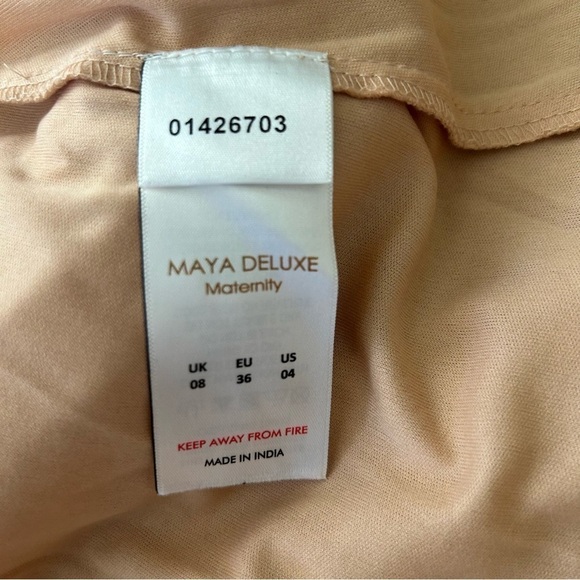 01426703
MAYA DELUXE
Maternity
UK EU US
08 36 04
KEEP AWAY FROM FIRE
MADE IN INDIA